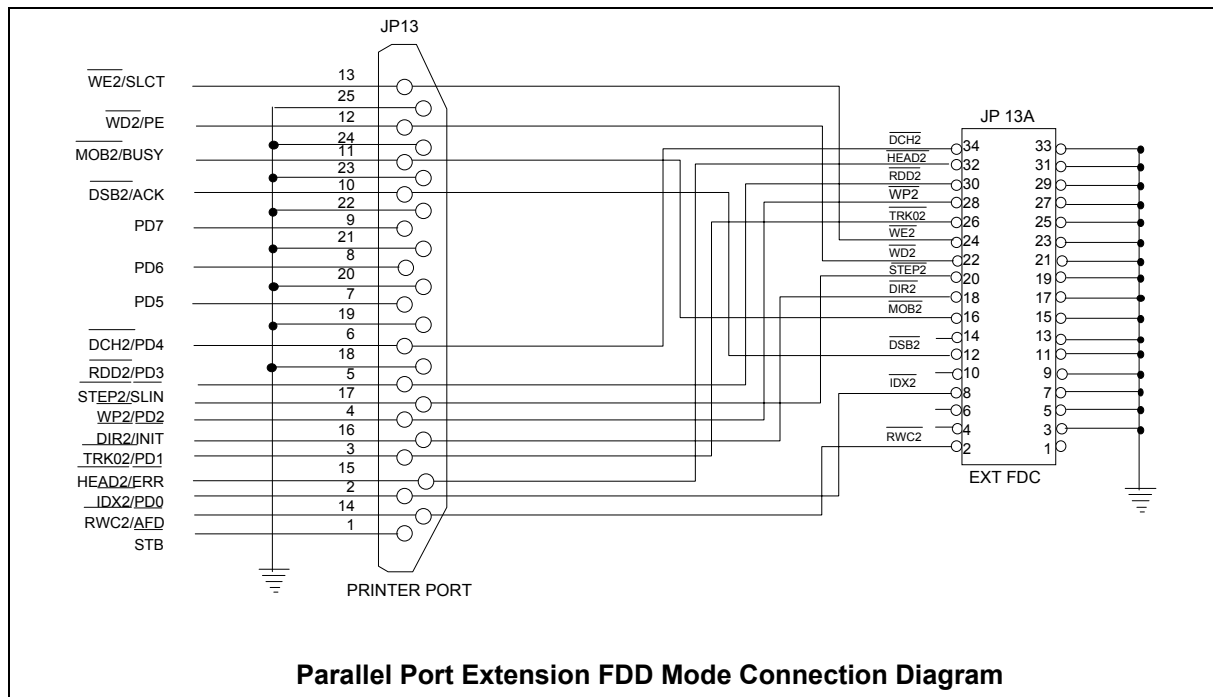 JP13
WE2/SLCT
WD2/PE
MOB2/BUSY
DSB2/ACK
PD7
PD6
PD5
DCH2/PD4
RDD2/PD3
STEP2/SLIN
WP2/PD2
DIR2/INIT
TRK02/PD1
HEAD2/ERR
IDX2/PD0
RWC2/AFD
STB
13
25
12
24
11
23
10
22
9
21
8
20
7
19
6
18
5
17
4
16
3
15
2
14
1
PRINTER PORT
JP 13A
DCH2
HEAD2
RDD2
WP2
TRK02
WE2
WD2
STEP2
DIR2
MOB2
DSB2
IDX2
RWC2
34 33
32 31
30 29
28 27
26 25
24 23
22 21
20 19
18 17
16 15
14 13
12 11
10 9
8 7
6 5
4 3
2 1
EXT FDC
Parallel Port Extension FDD Mode Connection Diagram